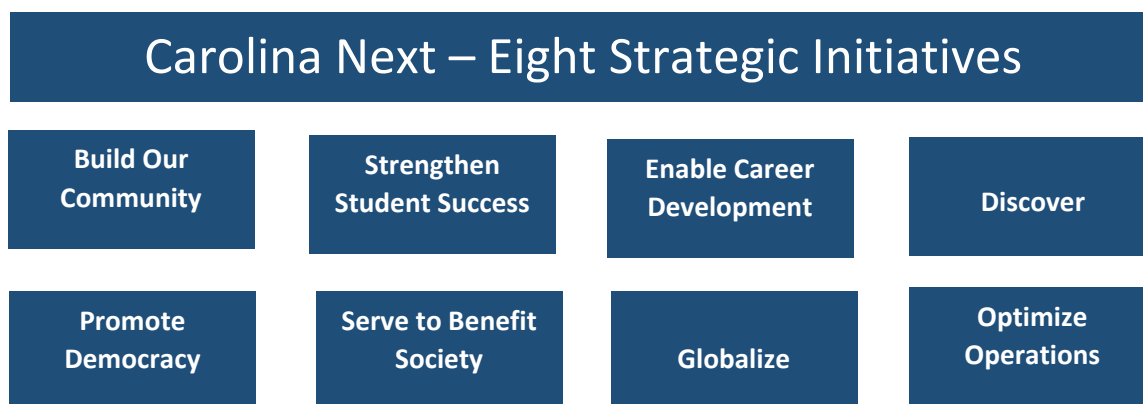 Carolina Next – Eight Strategic Initiatives
Build Our
Community
Strengthen
Student Success
Enable Career
Development
Discover
Promote
Democracy
Serve to Benefit
Society
Globalize
Optimize
Operations